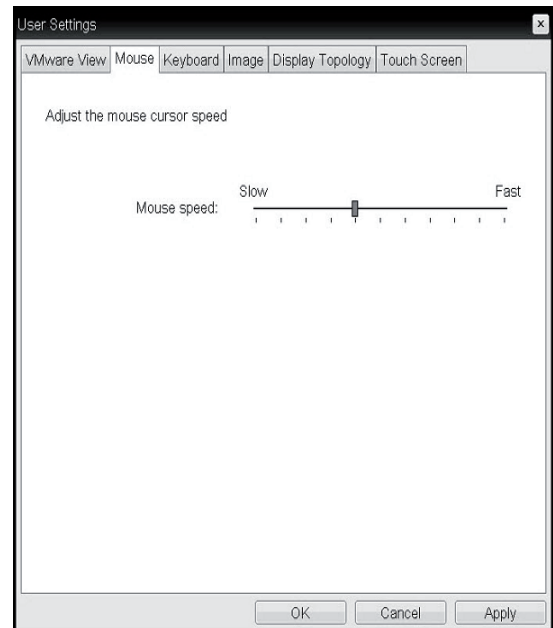 User Settings
VMware View Mouse Keyboard Image Display Topology Touch Screen
Adjust the mouse cursor speed
Slow Fast
Mouse speed:
OK Cancel Apply